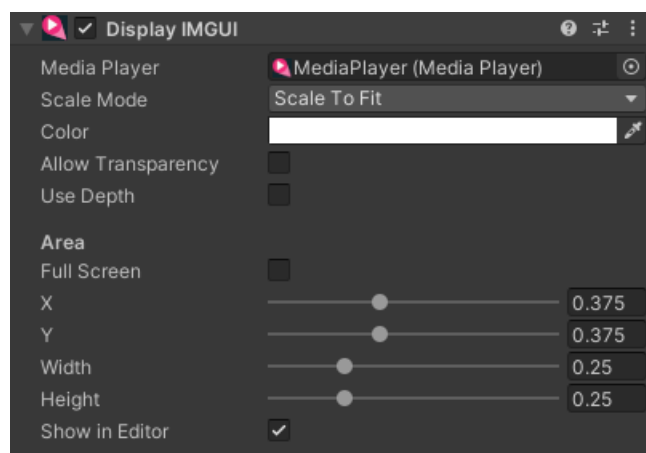 Display IMGUI
Media Player MediaPlayer (Media Player)
Scale Mode Scale To Fit
Color
Allow Transparency
Use Depth
Area
Full Screen
X 0.375
Y 0.375
Width 0.25
Height 0.25
Show in Editor